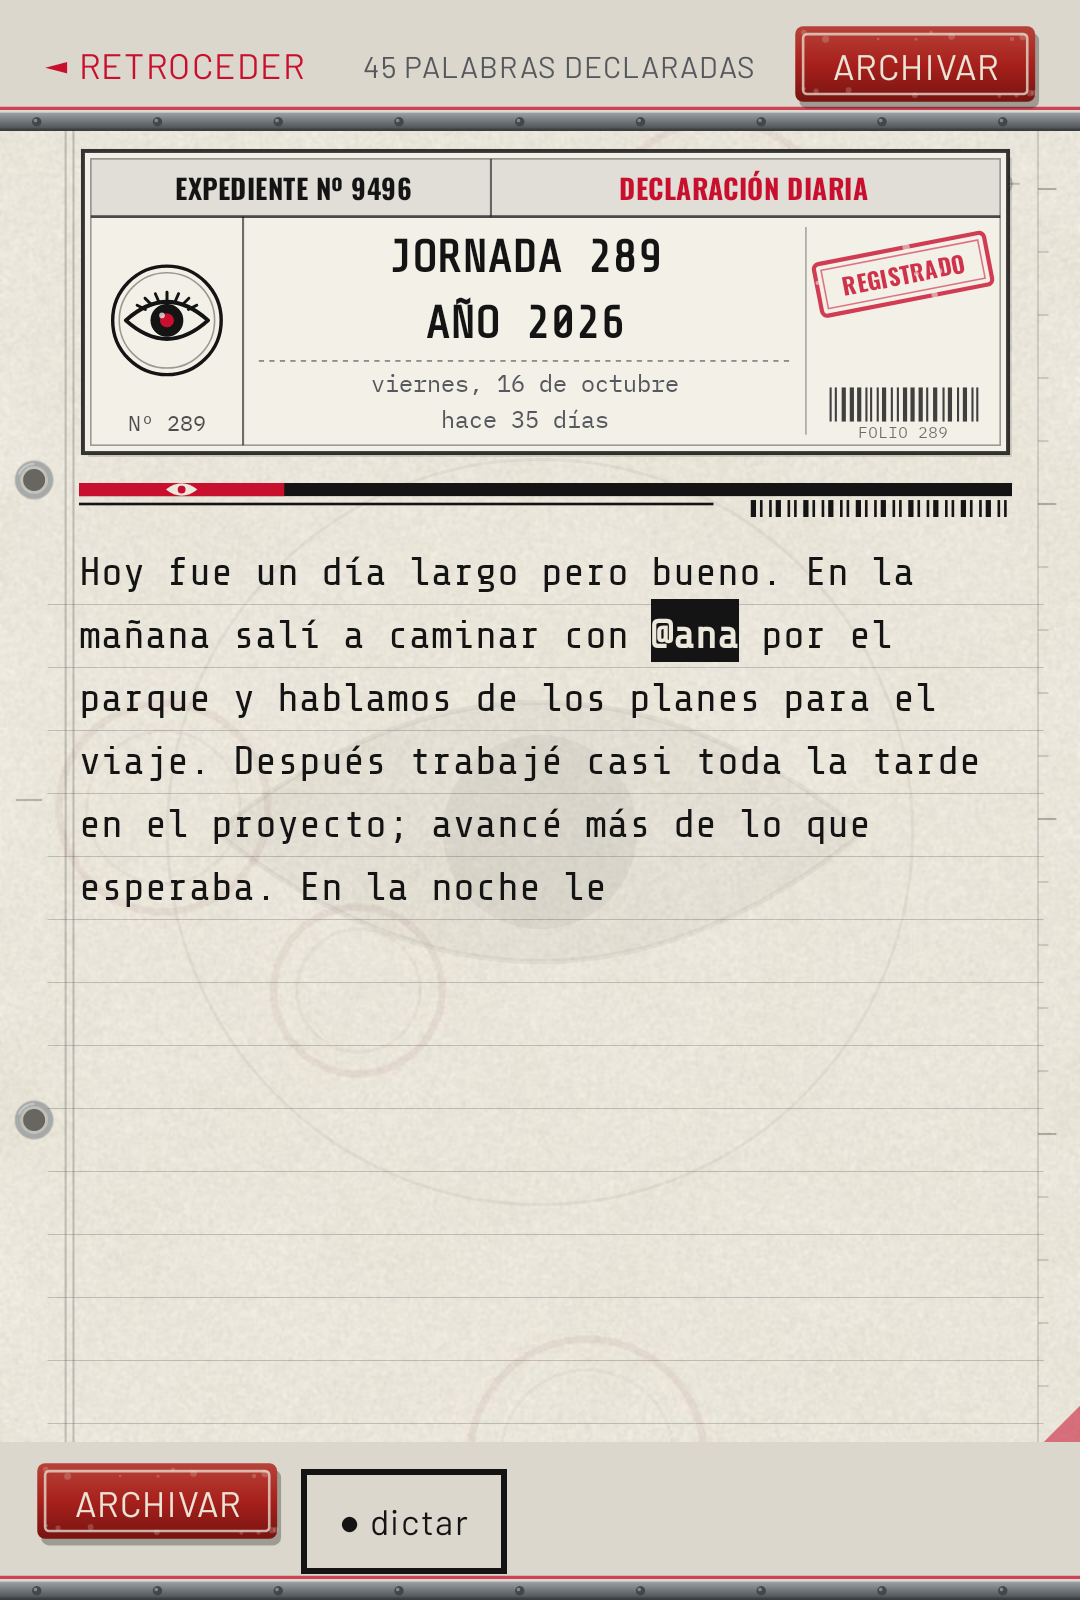 ◄ RETROCEDER
45 PALABRAS DECLARADAS
ARCHIVAR
EXPEDIENTE Nº 9496
DECLARACIÓN DIARIA
JORNADA 289
AÑO 2026
viernes, 16 de octubre
hace 35 días
Nº 289
REGISTRADO
FOLIO 289
Hoy fue un día largo pero bueno. En la
mañana salí a caminar con @ana por el
parque y hablamos de los planes para el
viaje. Después trabajé casi toda la tarde
en el proyecto; avancé más de lo que
esperaba. En la noche le
ARCHIVAR
● dictar